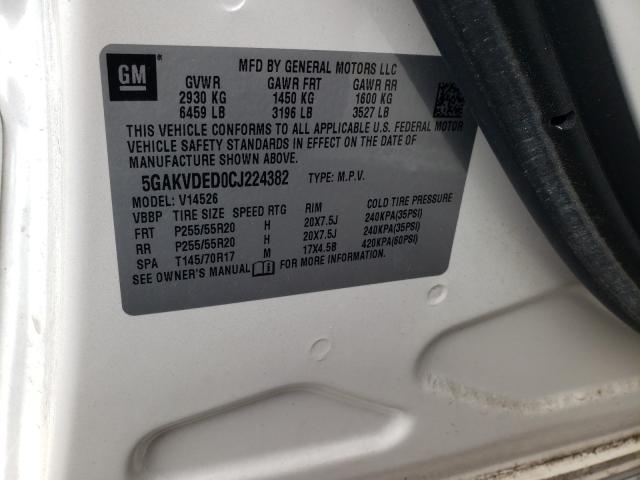 GM
MFD BY GENERAL MOTORS LLC
GVWR GAWR FRT GAWR RR
2930 KG 1450 KG 1600 KG
6459 LB 3196 LB 3527 LB
THIS VEHICLE CONFORMS TO ALL APPLICABLE U.S. FEDERAL MOTOR
VEHICLE SAFETY STANDARDS IN EFFECT ON THE DATE OF
MANUFACTURE SHOWN ABOVE.
5GAKVDED0CJ224382 TYPE: M.P.V.
MODEL: V14526
VBBP TIRE SIZE SPEED RTG RIM COLD TIRE PRESSURE
FRT P255/55R20 H 20X7.5J 240KPA(35PSI)
RR P255/55R20 H 20X7.5J 240KPA(35PSI)
SPA T145/70R17 M 17X4.5B 420KPA(60PSI)
SEE OWNER'S MANUAL FOR MORE INFORMATION.